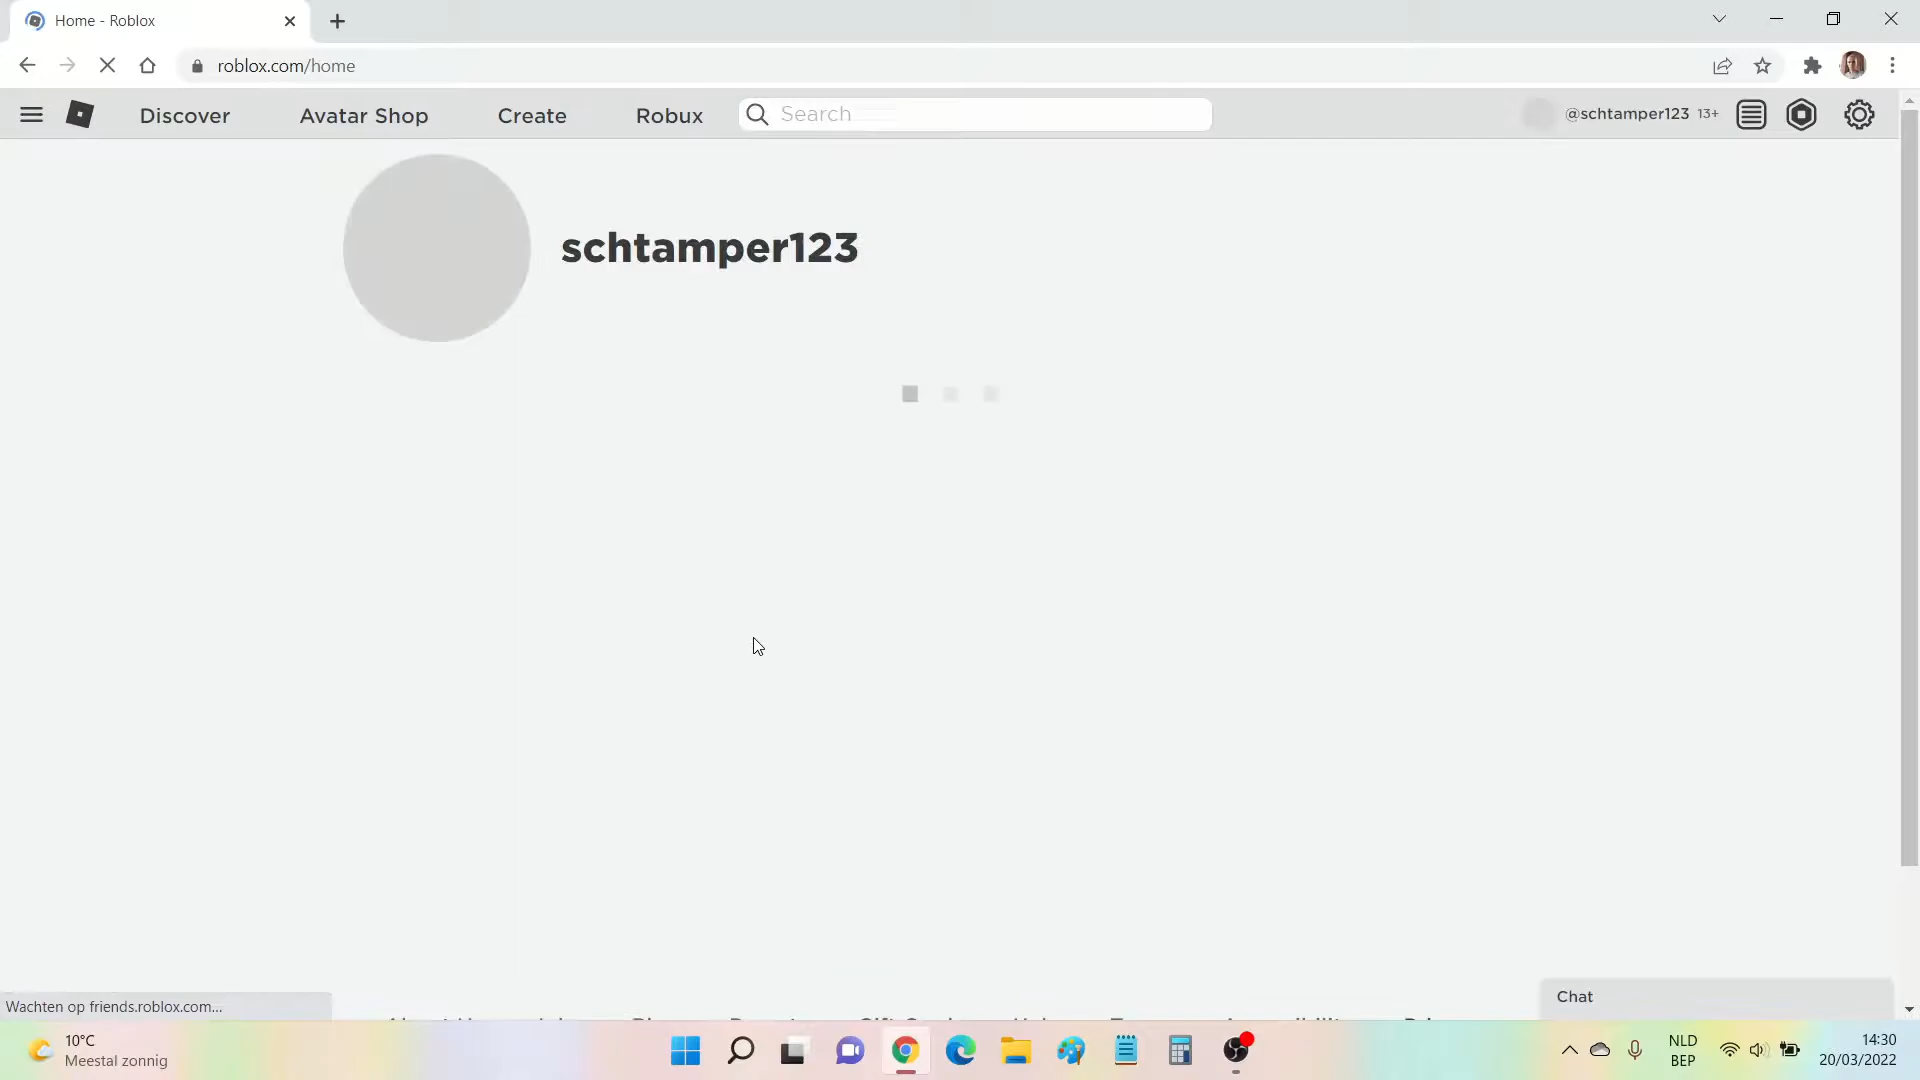 Home - Roblox
roblox.com/home
Discover
Avatar Shop
Create
Robux
Search
@schtamper123 13+
schtamper123
Chat
Wachten op friends.roblox.com...
10°C
Meestal zonnig
NLD
BEP
14:30
20/03/2022